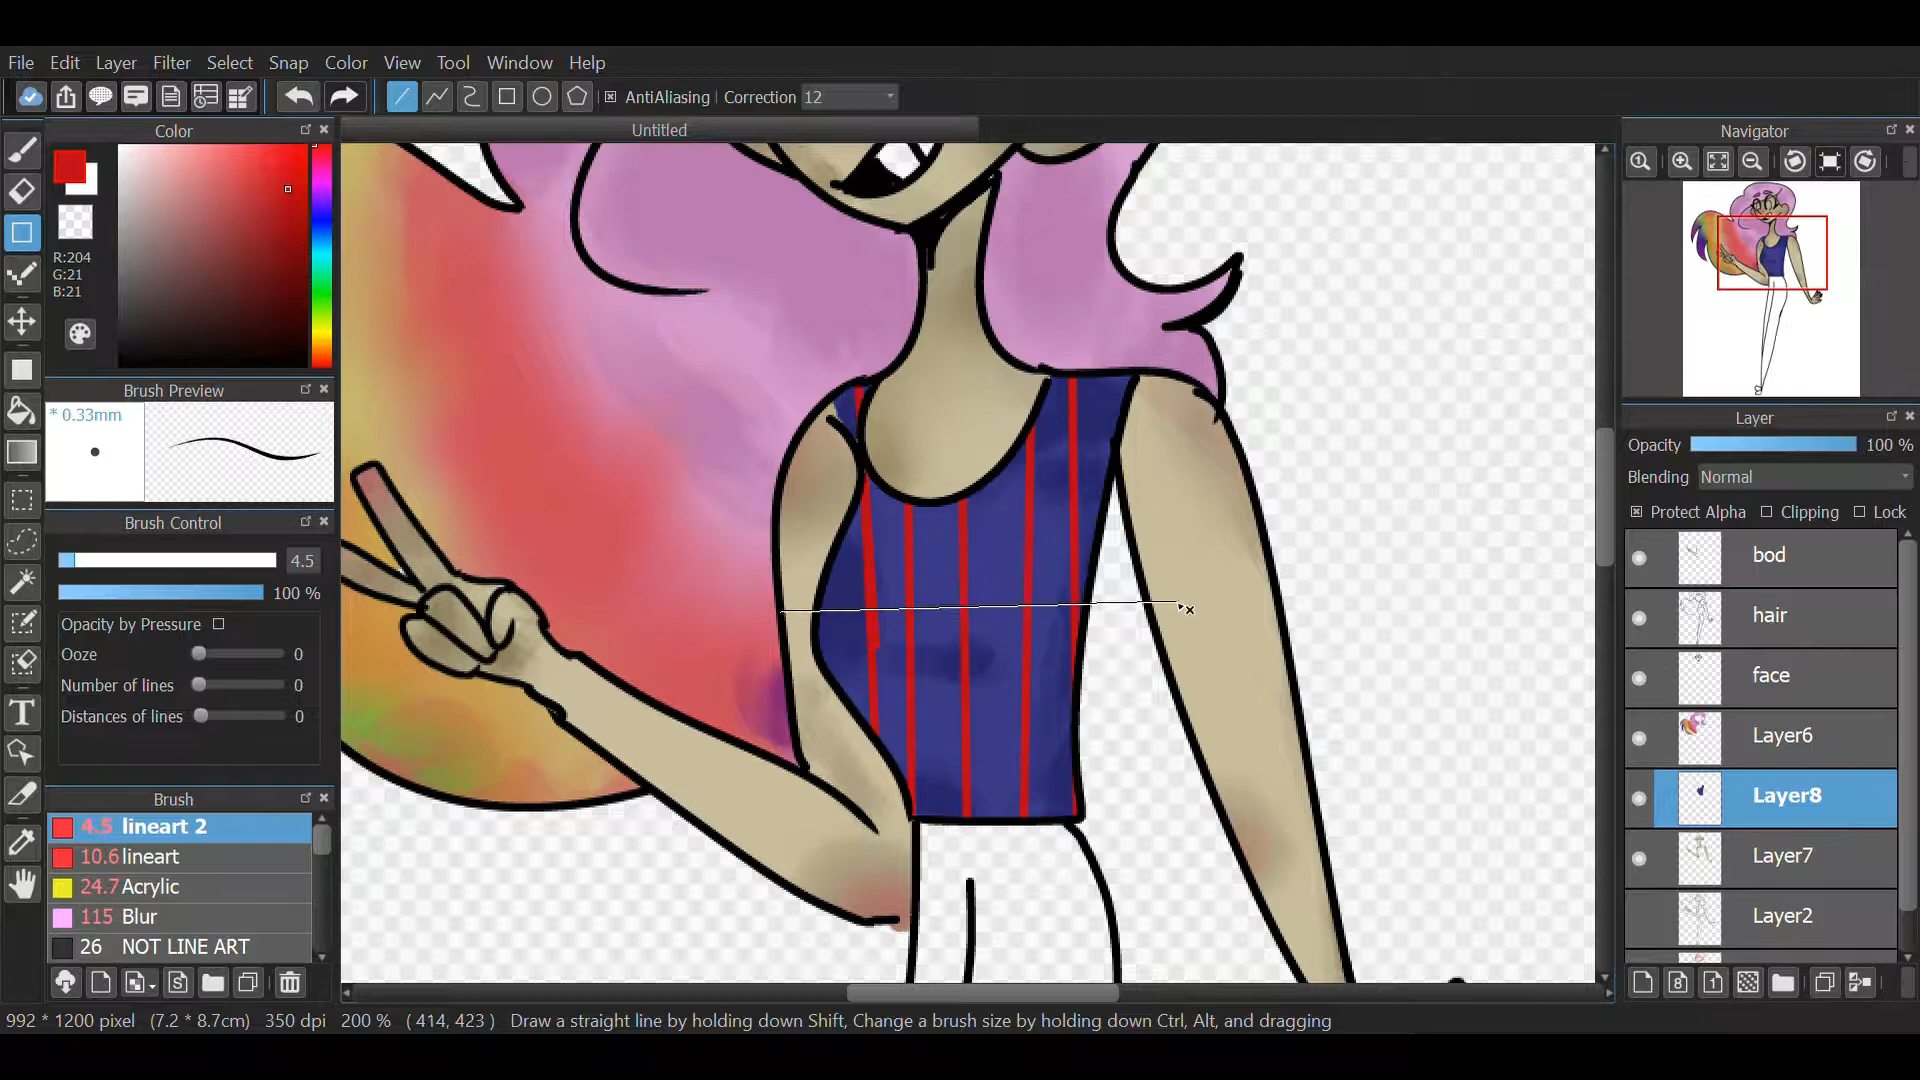 File Edit Layer Filter Select Snap Color View Tool Window Help
AntiAliasing Correction 12
Color
Untitled
Navigator
R:204
G:21
B:21
Brush Preview
* 0.33mm
Brush Control
4.5
100 %
Opacity by Pressure
Ooze 0
Number of lines 0
Distances of lines 0
Brush
4.5 lineart 2
10.6 lineart
24.7 Acrylic
115 Blur
26 NOT LINE ART
Layer
Opacity 100 %
Blending Normal
Protect Alpha Clipping Lock
bod
hair
face
Layer6
Layer8
Layer7
Layer2
992 * 1200 pixel (7.2 * 8.7cm) 350 dpi 200 % ( 414, 423 ) Draw a straight line by holding down Shift, Change a brush size by holding down Ctrl, Alt, and dragging